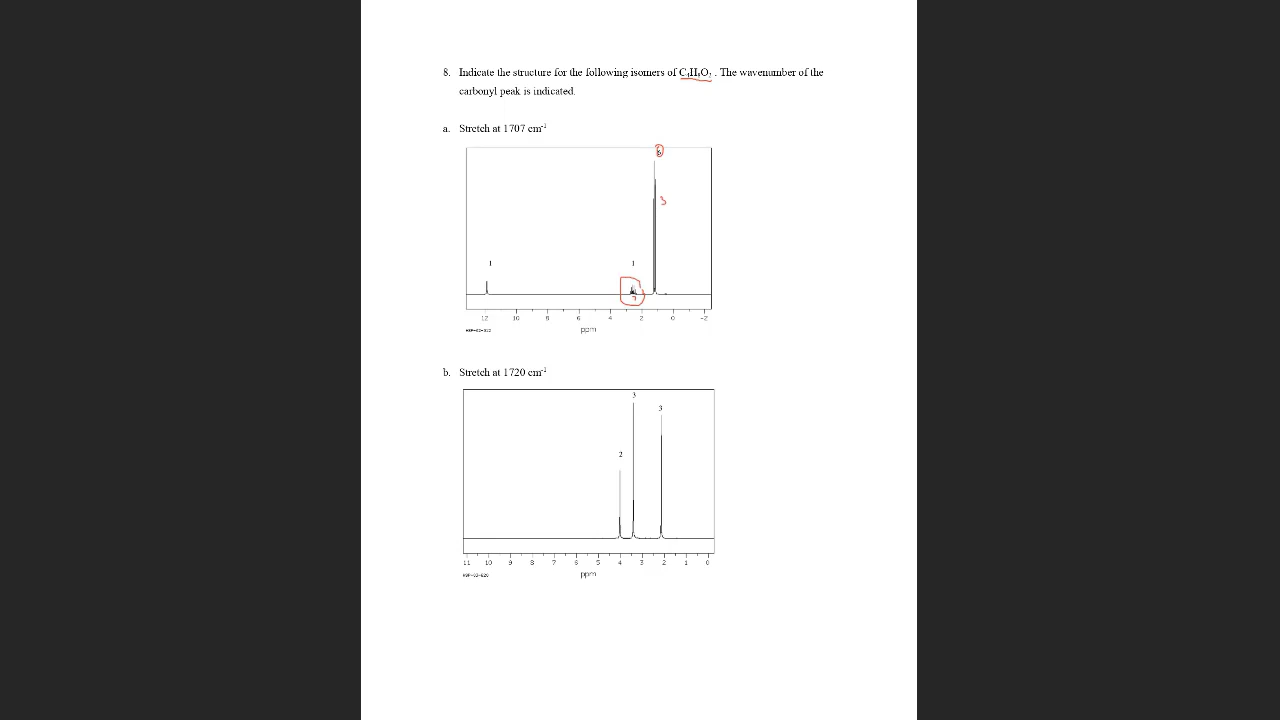 8. Indicate the structure for the following isomers of C₄H₈O₂ . The wavenumber of the
carbonyl peak is indicated.
a. Stretch at 1707 cm⁻¹
6
3
1 1
7
12 10 8 6 4 2 0 -2
ppm
b. Stretch at 1720 cm⁻¹
3
3
2
11 10 9 8 7 6 5 4 3 2 1 0
ppm